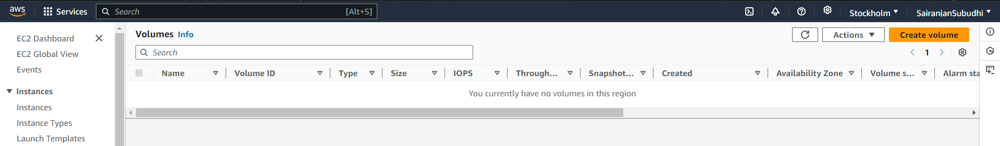 aws Services Search [Alt+S] Stockholm SairanjanSubudhi
EC2 Dashboard
EC2 Global View
Events
Instances
Instances
Instance Types
Launch Templates
Volumes Info Actions Create volume
Search 1
Name Volume ID Type Size IOPS Through... Snapshot... Created Availability Zone Volume s... Alarm sta
You currently have no volumes in this region